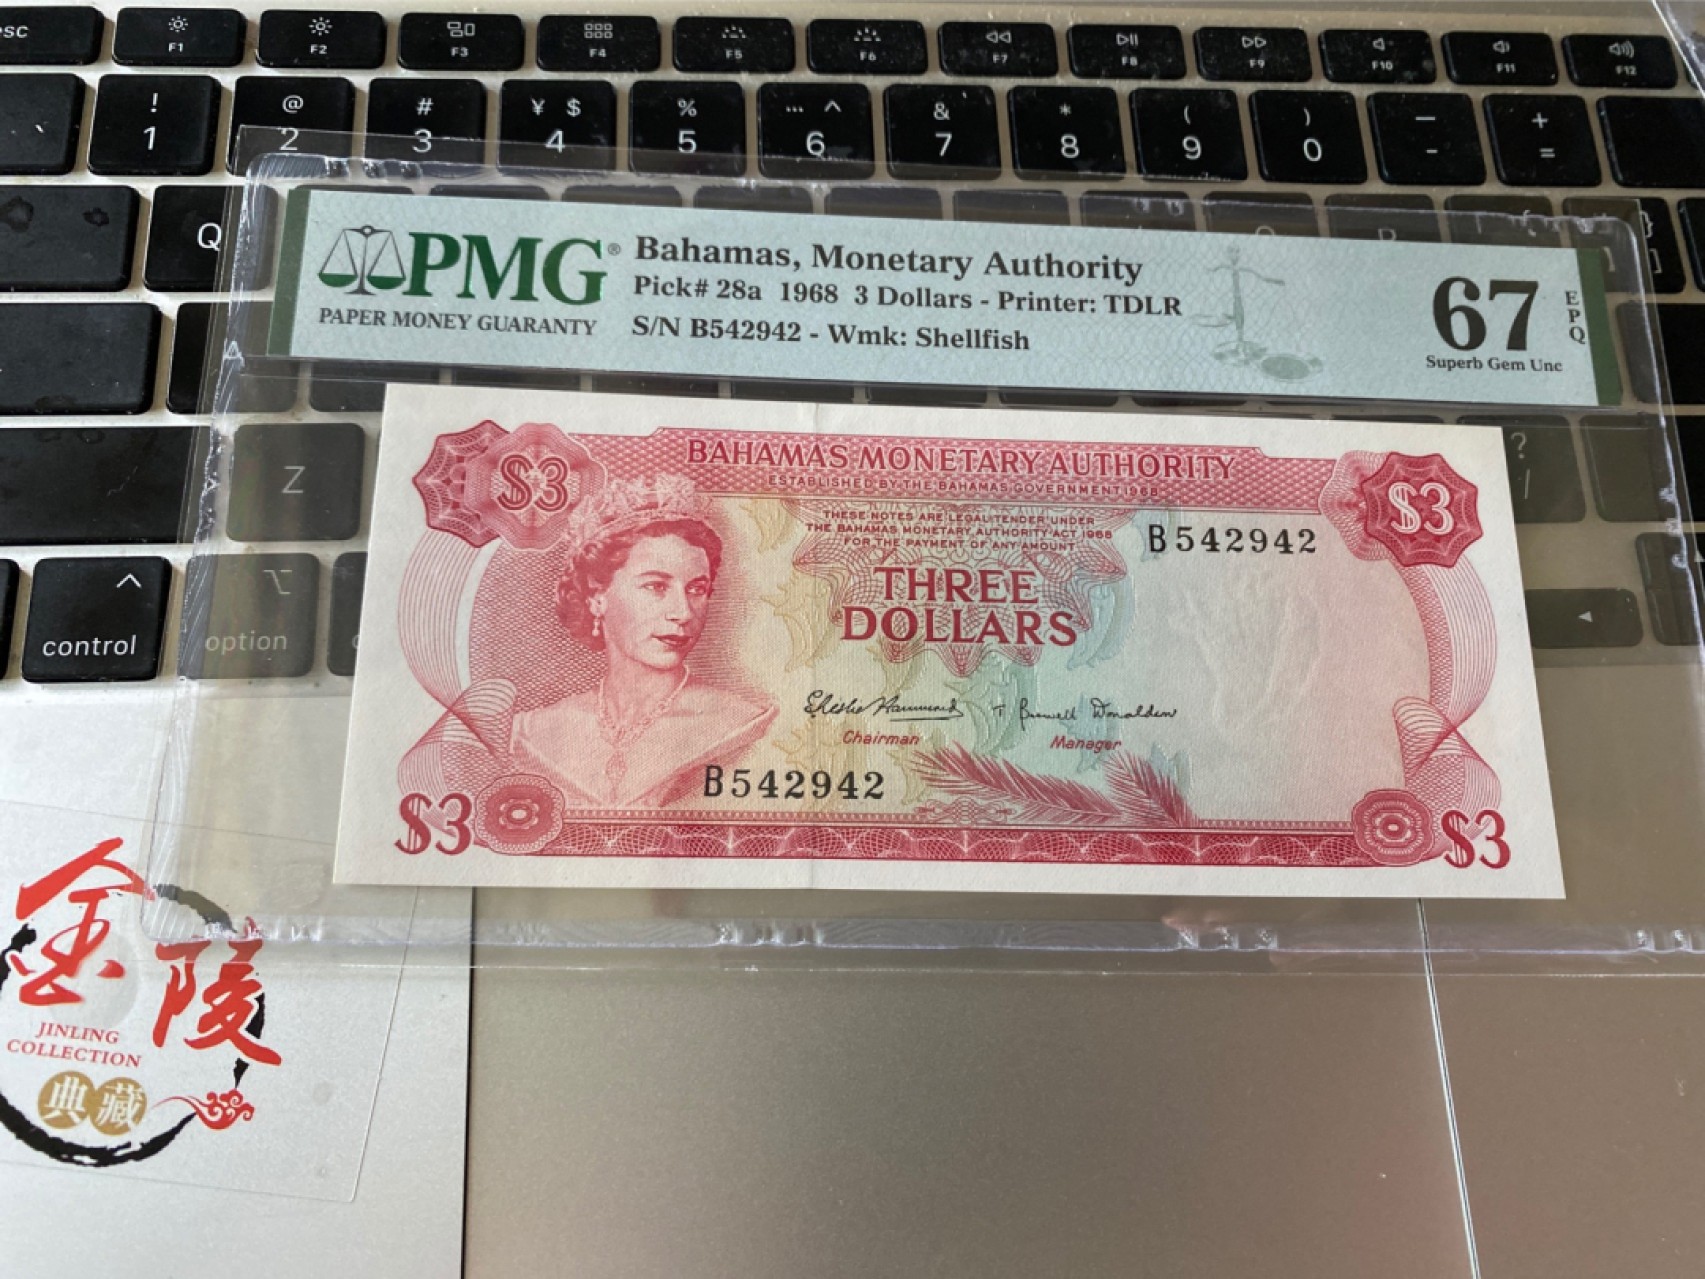 esc
F1
F2
F3
F4
F5
F6
F7
F8
F9
F10
F11
F12
! 1
@ 2
# 3
¥ $ 4
% 5
… ^ 6
& 7
* 8
( 9
) 0
— -
+ =
Q
PMG®
PAPER MONEY GUARANTY
Bahamas, Monetary Authority
Pick# 28a 1968 3 Dollars - Printer: TDLR
S/N B542942 - Wmk: Shellfish
67
EPQ
Superb Gem Unc
Z
? /
control
option
$3
BAHAMAS MONETARY AUTHORITY
ESTABLISHED BY THE BAHAMAS GOVERNMENT 1968
$3
THESE NOTES ARE LEGAL TENDER UNDER
THE BAHAMAS MONETARY AUTHORITY ACT 1968
FOR THE PAYMENT OF ANY AMOUNT
B542942
THREE
DOLLARS
T Boswell Donaldson
Chairman
Manager
B542942
$3
$3
金陵
JINLING
COLLECTION
典藏